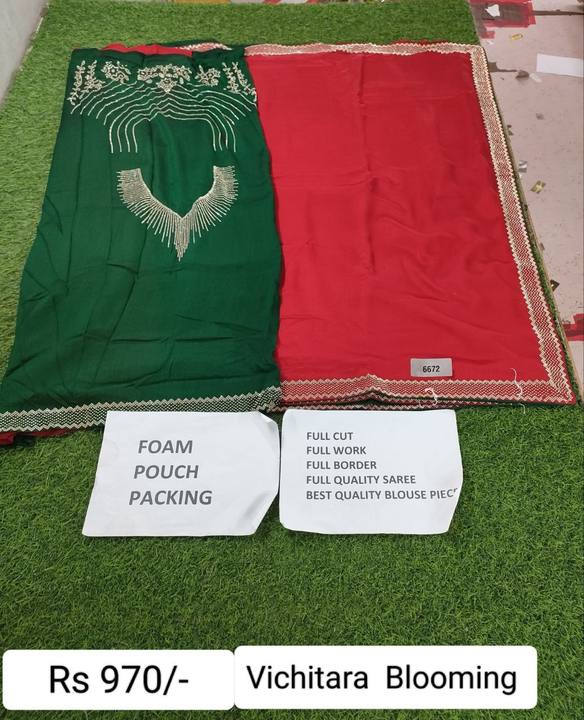 6672
FOAM
POUCH
PACKING
FULL CUT
FULL WORK
FULL BORDER
FULL QUALITY SAREE
BEST QUALITY BLOUSE PIEC
Rs 970/-
Vichitara Blooming